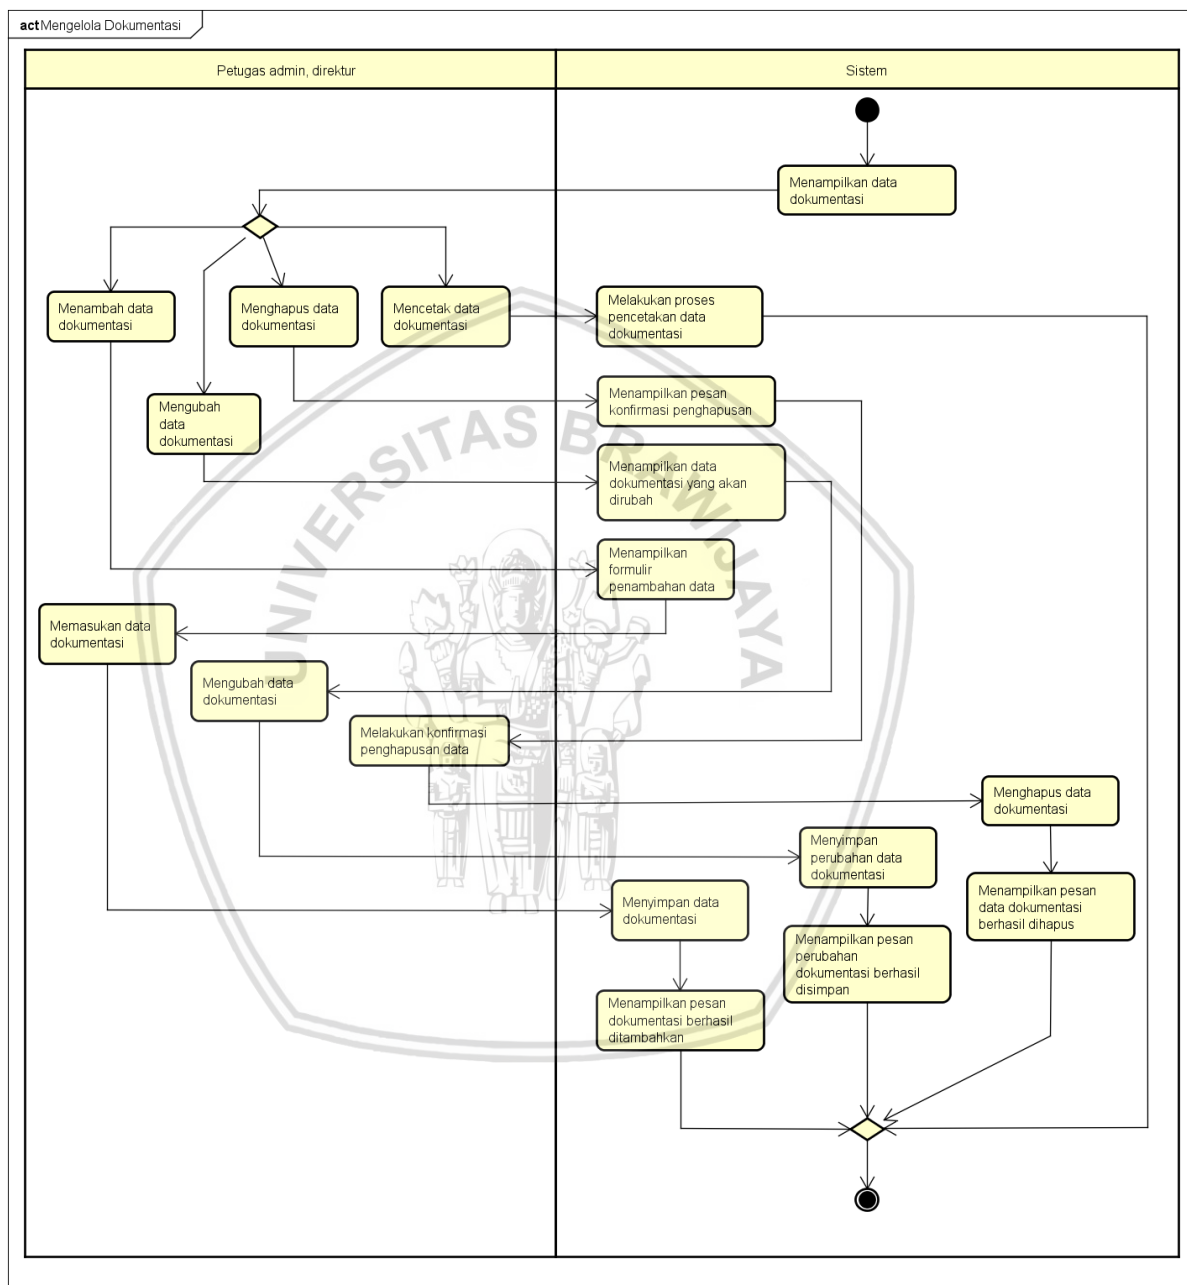 act Mengelola Dokumentasi
Petugas admin, direktur
Sistem
Menampilkan data
dokumentasi
Menambah data
dokumentasi
Menghapus data
dokumentasi
Mencetak data
dokumentasi
Melakukan proses
pencetakan data
dokumentasi
Mengubah
data
dokumentasi
Menampilkan pesan
konfirmasi penghapusan
Menampilkan data
dokumentasi yang akan
dirubah
Menampilkan
formulir
penambahan data
Memasukan data
dokumentasi
Mengubah data
dokumentasi
Melakukan konfirmasi
penghapusan data
Menghapus data
dokumentasi
Menyimpan
perubahan data
dokumentasi
Menyimpan data
dokumentasi
Menampilkan pesan
data dokumentasi
berhasil dihapus
Menampilkan pesan
perubahan
dokumentasi berhasil
disimpan
Menampilkan pesan
dokumentasi berhasil
ditambahkan
UNIVERSITAS BRAWIJAYA